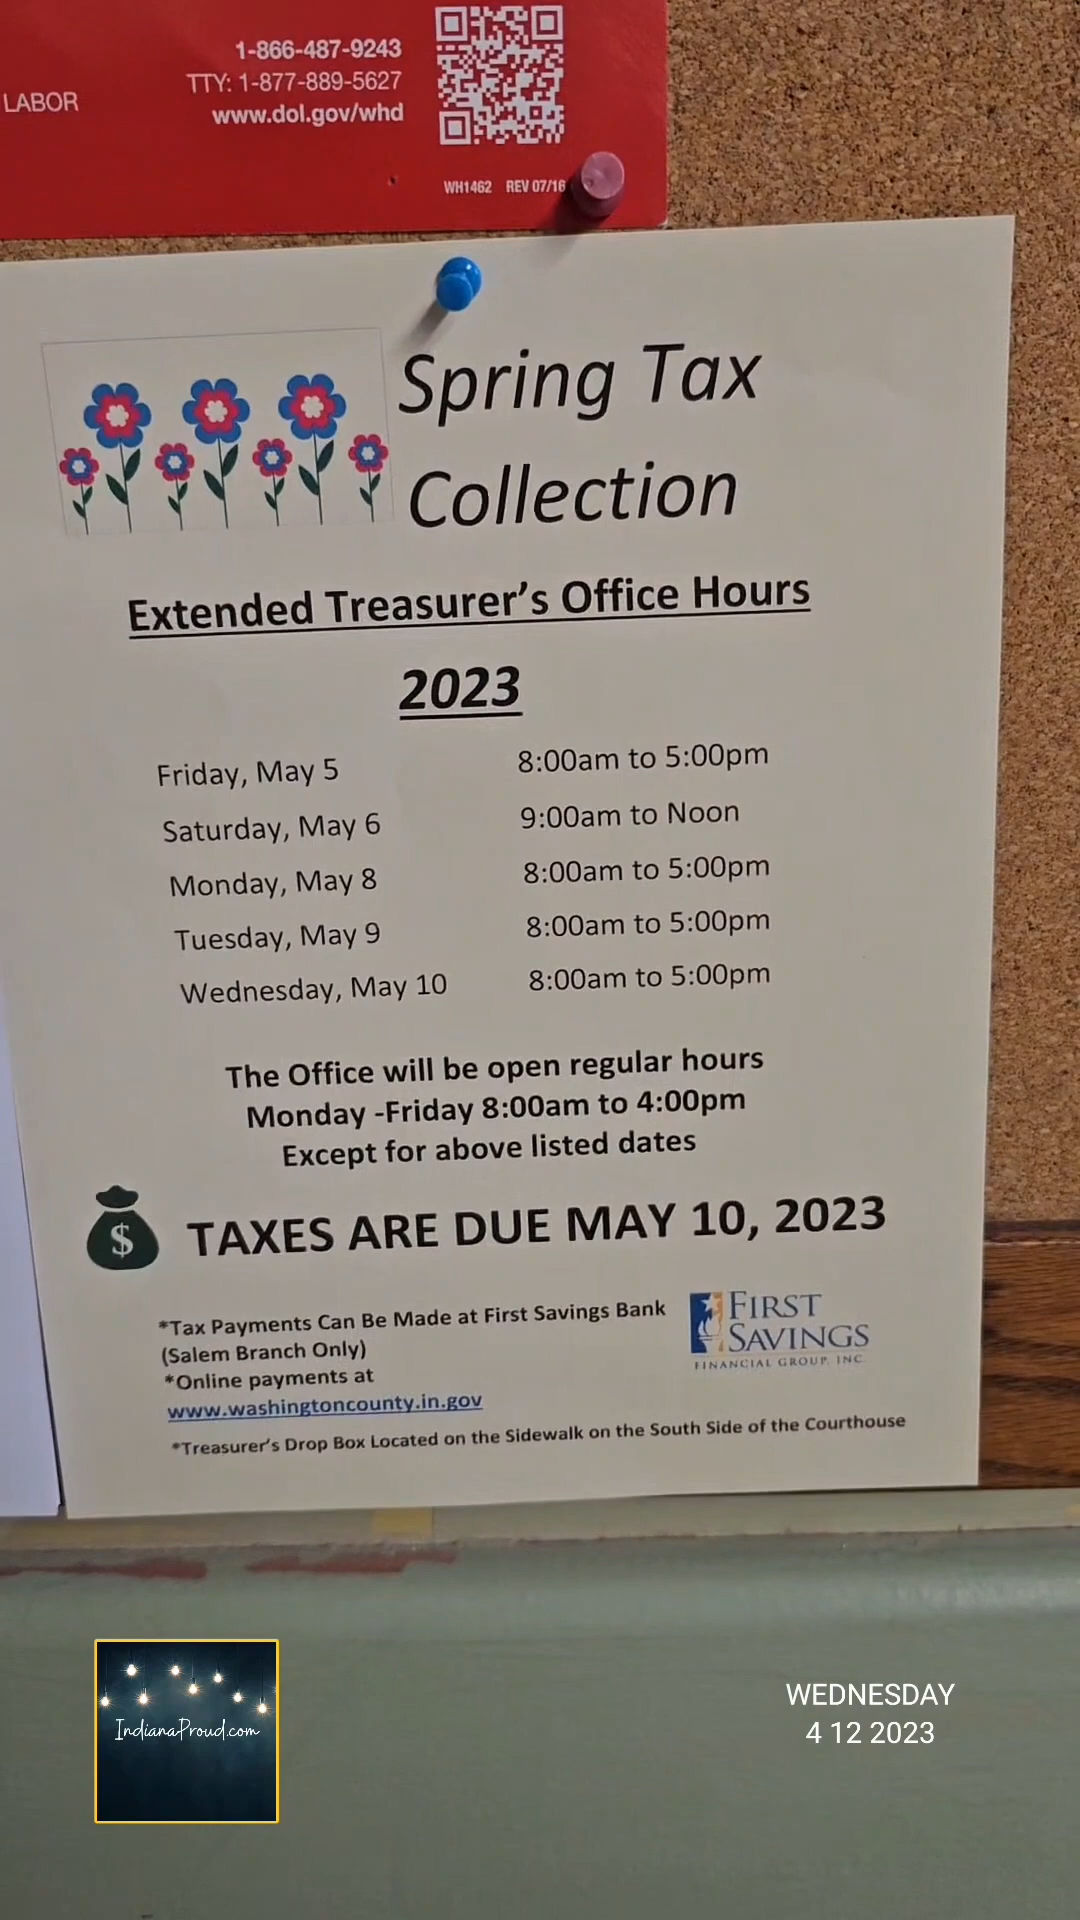 1-866-487-9243
TTY: 1-877-889-5627
LABOR
www.dol.gov/whd
WH1462 REV 07/16
Spring Tax
Collection
Extended Treasurer's Office Hours
2023
Friday, May 5 8:00am to 5:00pm
Saturday, May 6 9:00am to Noon
Monday, May 8 8:00am to 5:00pm
Tuesday, May 9 8:00am to 5:00pm
Wednesday, May 10 8:00am to 5:00pm
The Office will be open regular hours
Monday -Friday 8:00am to 4:00pm
Except for above listed dates
$
TAXES ARE DUE MAY 10, 2023
*Tax Payments Can Be Made at First Savings Bank
(Salem Branch Only)
*Online payments at
www.washingtoncounty.in.gov
FIRST
SAVINGS
FINANCIAL GROUP, INC.
*Treasurer's Drop Box Located on the Sidewalk on the South Side of the Courthouse
IndianaProud.com
WEDNESDAY
4 12 2023